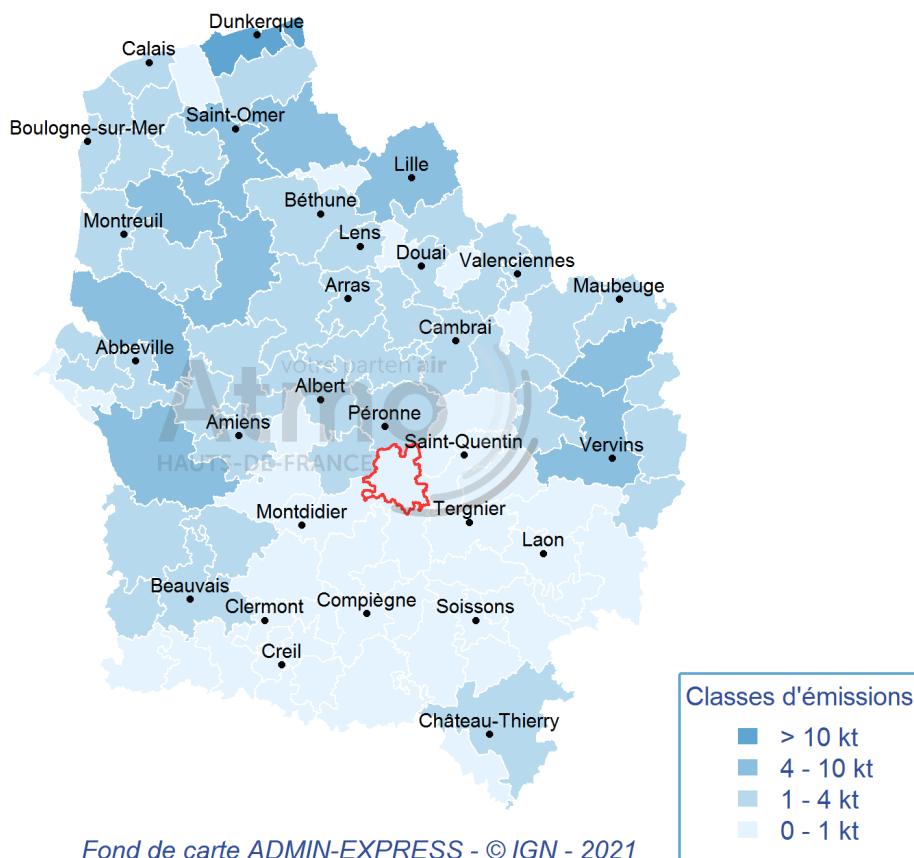 Dunkerque
Calais
Saint-Omer
Boulogne-sur-Mer
Lille
Béthune
Montreuil
Lens
Douai
Valenciennes
Arras
Maubeuge
Cambrai
Abbeville
votre parten'air
Atmo
HAUTS-DE-FRANCE
Albert
Péronne
Amiens
Saint-Quentin
Vervins
Montdidier
Tergnier
Laon
Beauvais
Clermont
Compiègne
Soissons
Creil
Château-Thierry
Classes d'émissions
> 10 kt
4 - 10 kt
1 - 4 kt
0 - 1 kt
Fond de carte ADMIN-EXPRESS - © IGN - 2021